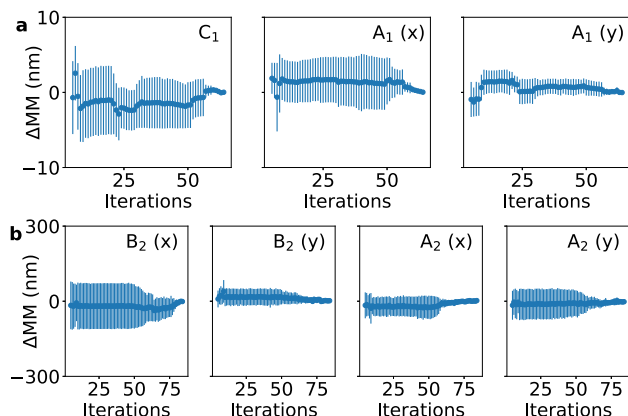 a
ΔMM (nm)
10
0
−10
C₁
A₁ (x)
A₁ (y)
25 50
25 50
25 50
Iterations
Iterations
Iterations
b
ΔMM (nm)
300
0
−300
B₂ (x)
B₂ (y)
A₂ (x)
A₂ (y)
25 50 75
25 50 75
25 50 75
25 50 75
Iterations
Iterations
Iterations
Iterations